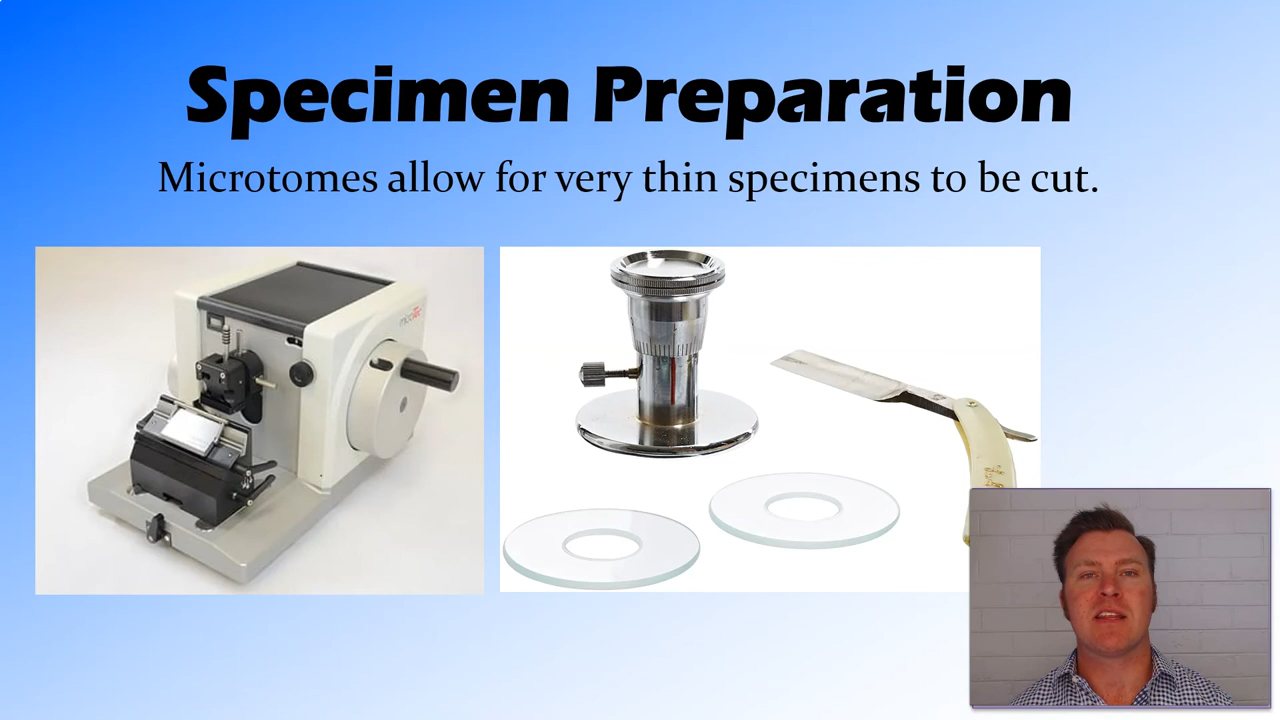 Specimen Preparation
Microtomes allow for very thin specimens to be cut.